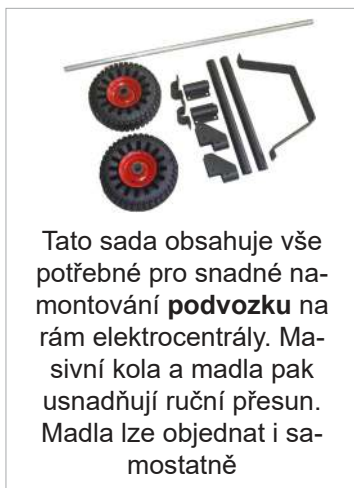 Tato sada obsahuje vše
potřebné pro snadné na-
montování podvozku na
rám elektrocentrály. Ma-
sivní kola a madla pak
usnadňují ruční přesun.
Madla lze objednat i sa-
mostatně